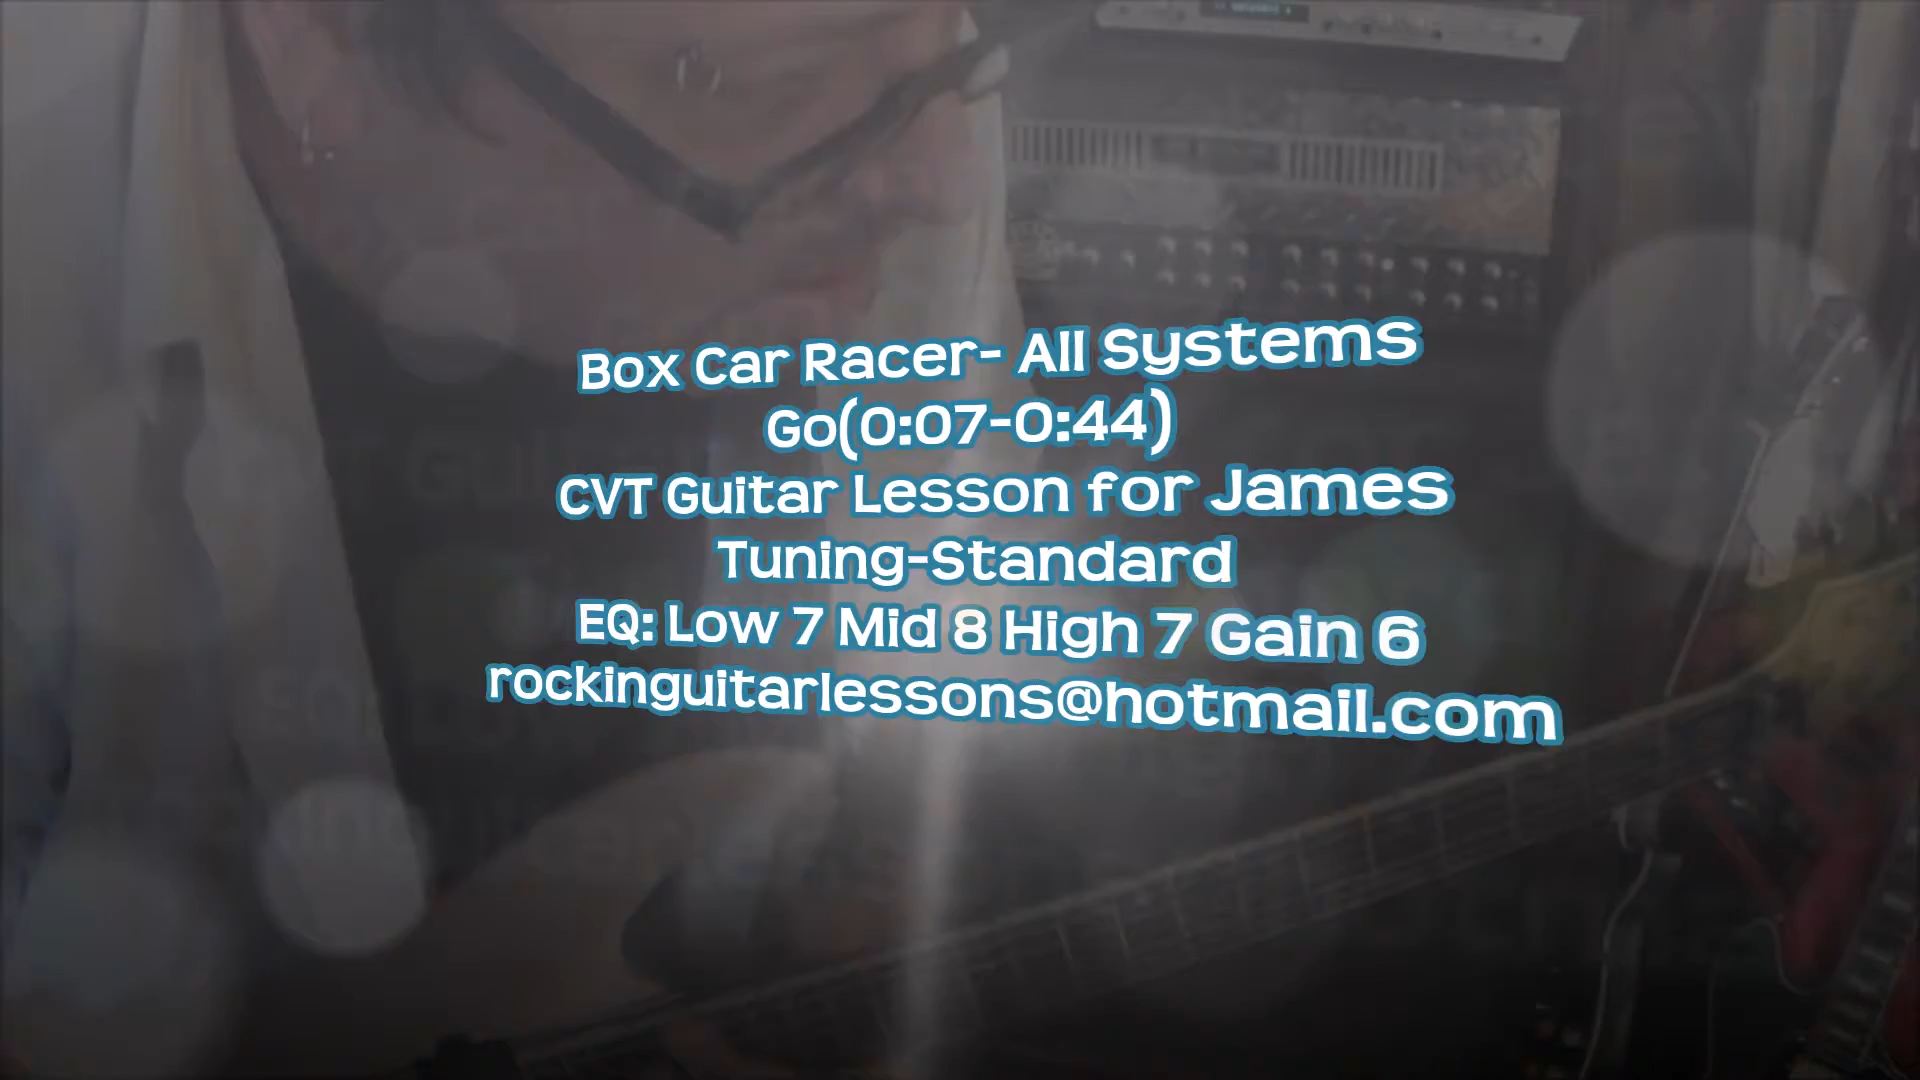 Box Car Racer- All Systems
Go(0:07-0:44)
CVT Guitar Lesson for James
Tuning-Standard
EQ: Low 7 Mid 8 High 7 Gain 6
rockinguitarlessons@hotmail.com